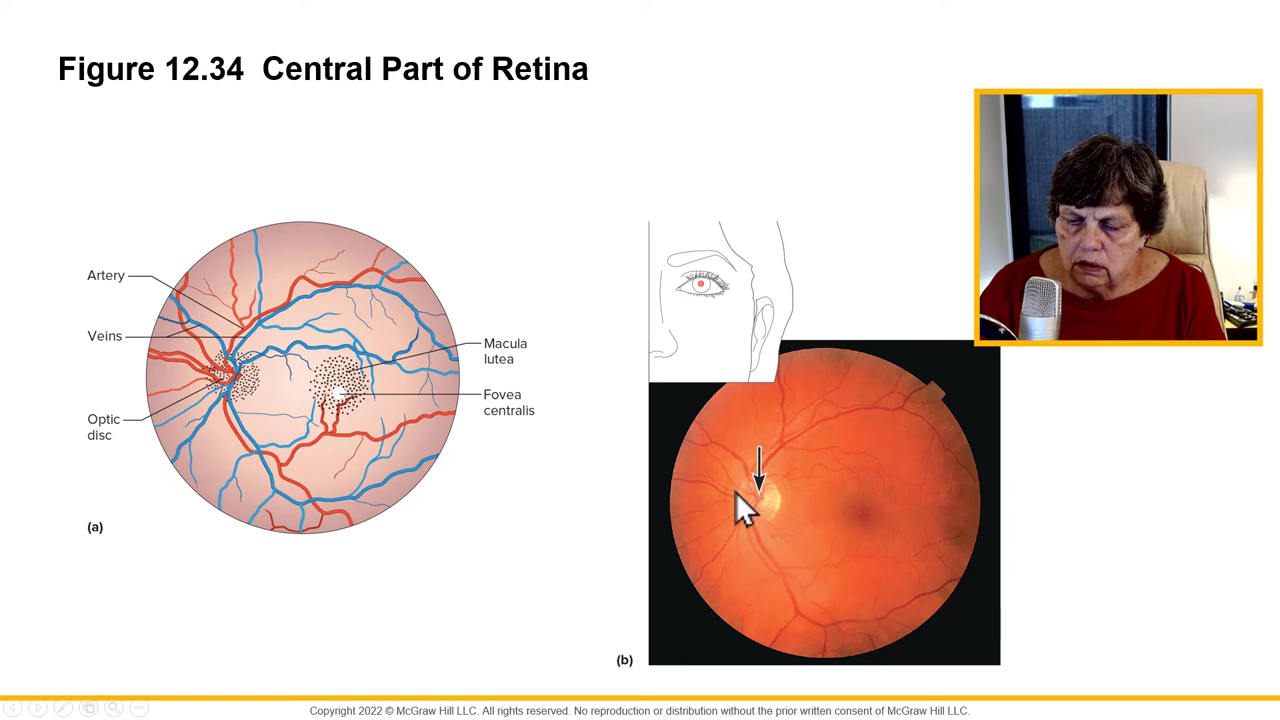 Figure 12.34 Central Part of Retina
Artery
Veins
Optic
disc
Macula
lutea
Fovea
centralis
(a)
(b)
Copyright 2022 © McGraw Hill LLC. All rights reserved. No reproduction or distribution without the prior written consent of McGraw Hill LLC.